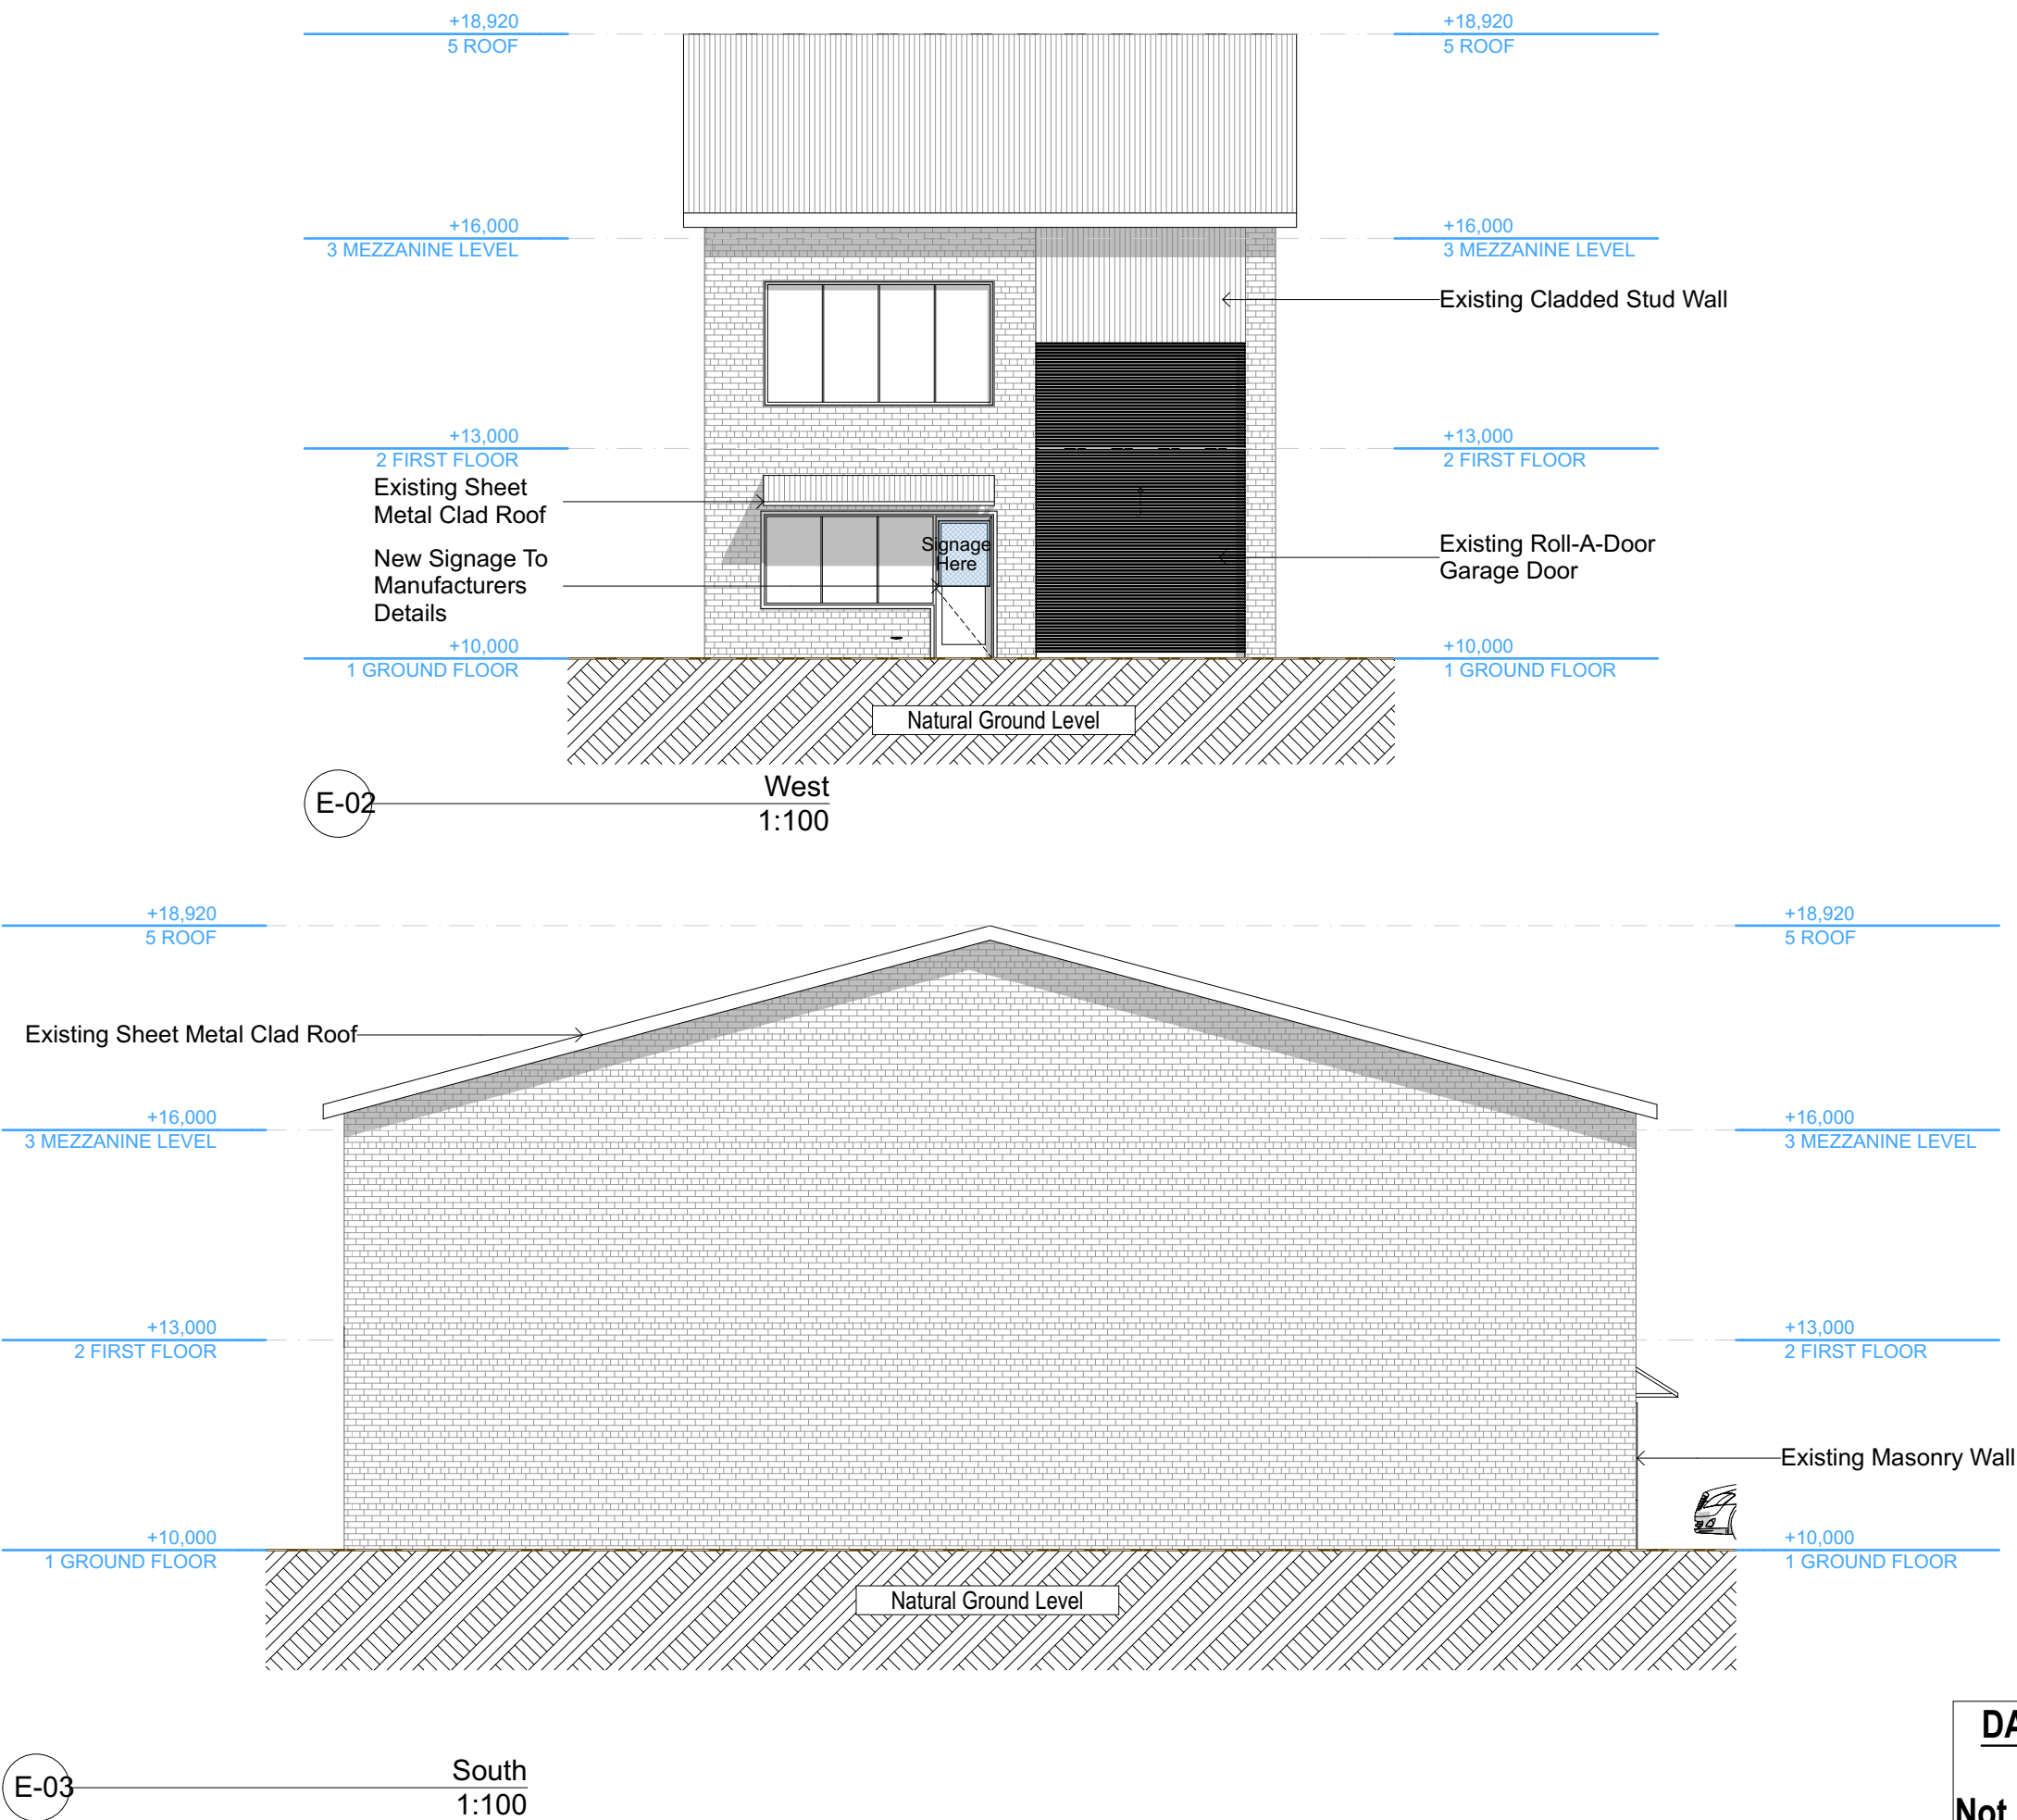 +18,920
5 ROOF
+18,920
5 ROOF
+16,000
3 MEZZANINE LEVEL
+16,000
3 MEZZANINE LEVEL
Existing Cladded Stud Wall
+13,000
2 FIRST FLOOR
+13,000
2 FIRST FLOOR
Existing Sheet
Metal Clad Roof
Signage
Here
New Signage To
Manufacturers
Details
Existing Roll-A-Door
Garage Door
+10,000
1 GROUND FLOOR
+10,000
1 GROUND FLOOR
Natural Ground Level
E-02
West
1:100
+18,920
5 ROOF
+18,920
5 ROOF
Existing Sheet Metal Clad Roof
+16,000
3 MEZZANINE LEVEL
+16,000
3 MEZZANINE LEVEL
+13,000
2 FIRST FLOOR
+13,000
2 FIRST FLOOR
Existing Masonry Wall
+10,000
1 GROUND FLOOR
+10,000
1 GROUND FLOOR
Natural Ground Level
E-03
South
1:100
DA
Not